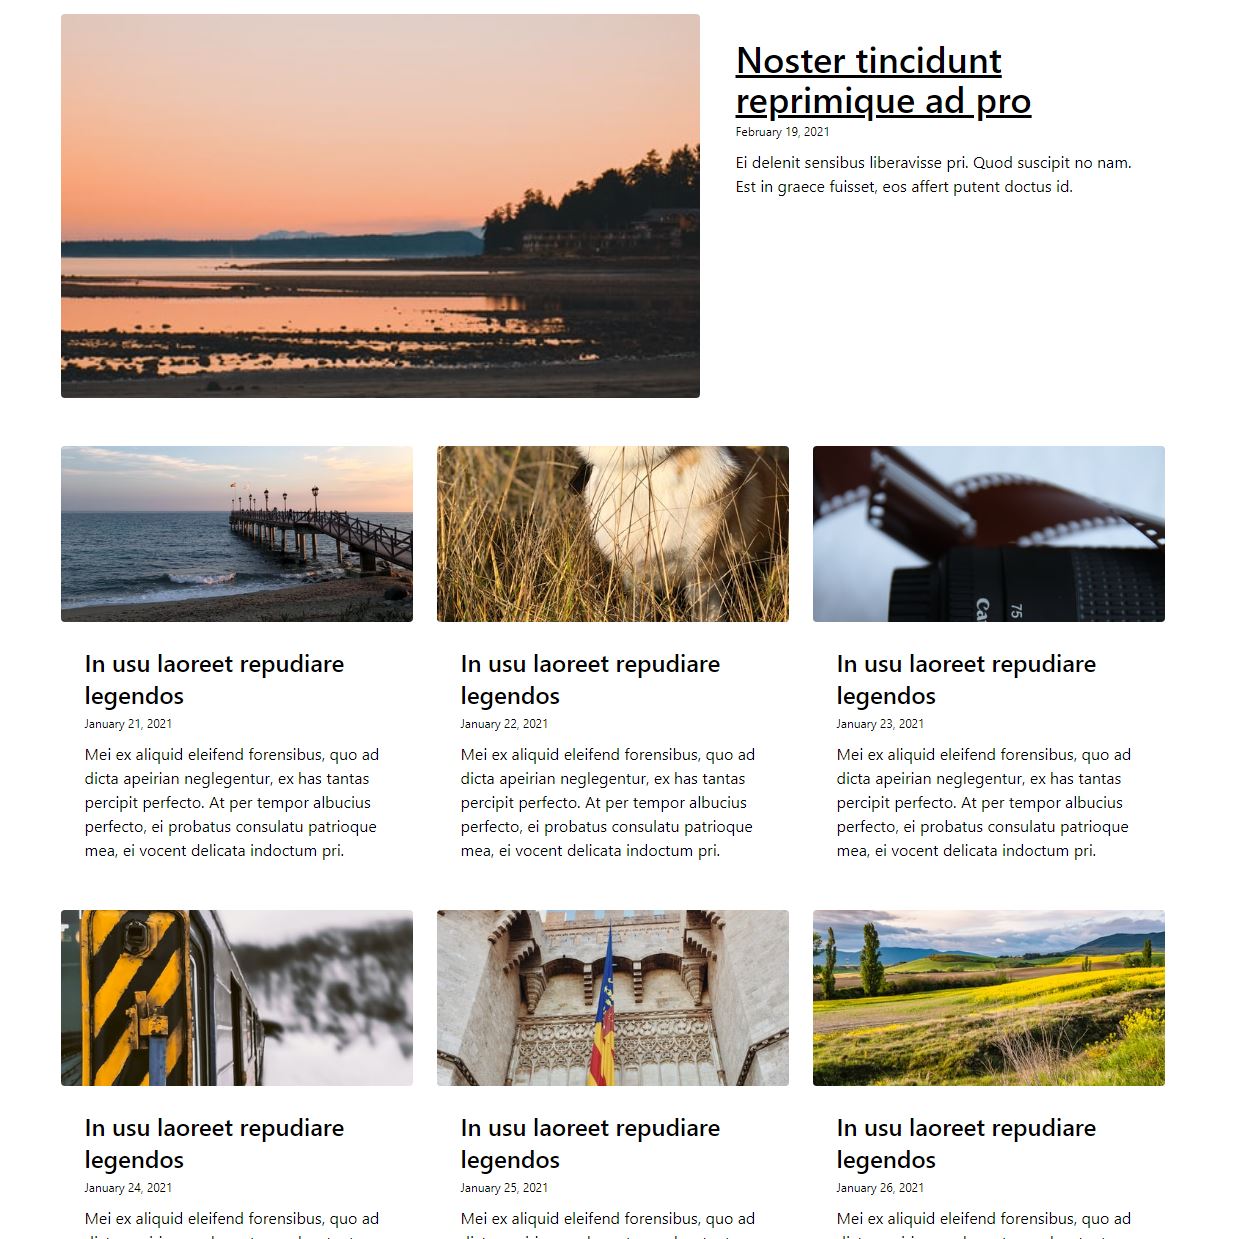 Noster tincidunt
reprimique ad pro
February 19, 2021
Ei delenit sensibus liberavisse pri. Quod suscipit no nam.
Est in graece fuisset, eos affert putent doctus id.
75
In usu laoreet repudiare
legendos
January 21, 2021
Mei ex aliquid eleifend forensibus, quo ad
dicta apeirian neglegentur, ex has tantas
percipit perfecto. At per tempor albucius
perfecto, ei probatus consulatu patrioque
mea, ei vocent delicata indoctum pri.
In usu laoreet repudiare
legendos
January 22, 2021
Mei ex aliquid eleifend forensibus, quo ad
dicta apeirian neglegentur, ex has tantas
percipit perfecto. At per tempor albucius
perfecto, ei probatus consulatu patrioque
mea, ei vocent delicata indoctum pri.
In usu laoreet repudiare
legendos
January 23, 2021
Mei ex aliquid eleifend forensibus, quo ad
dicta apeirian neglegentur, ex has tantas
percipit perfecto. At per tempor albucius
perfecto, ei probatus consulatu patrioque
mea, ei vocent delicata indoctum pri.
In usu laoreet repudiare
legendos
January 24, 2021
Mei ex aliquid eleifend forensibus, quo ad
In usu laoreet repudiare
legendos
January 25, 2021
Mei ex aliquid eleifend forensibus, quo ad
In usu laoreet repudiare
legendos
January 26, 2021
Mei ex aliquid eleifend forensibus, quo ad